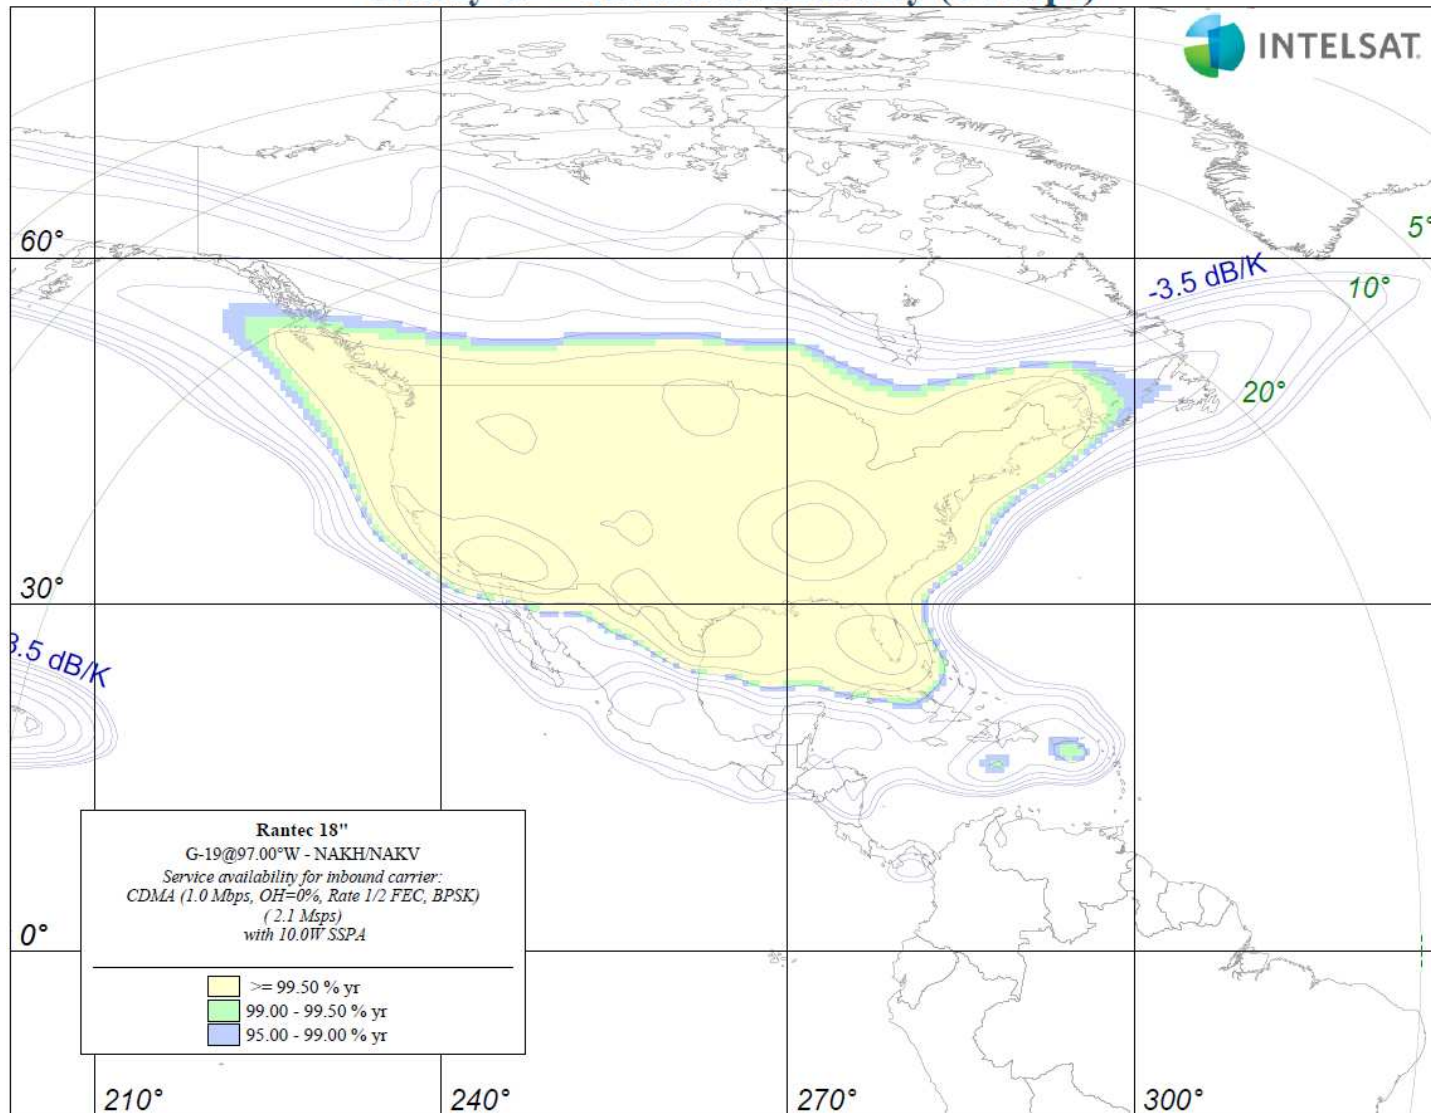 INTELSAT.
60°
5°
-3.5 dB/K
10°
20°
30°
3.5 dB/K
Rantec 18"
G-19@97.00°W - NAKH/NAKV
Service availability for inbound carrier:
CDMA (1.0 Mbps, OH=0%, Rate 1/2 FEC, BPSK)
( 2.1 Msps)
with 10.0W SSPA
0°
>= 99.50 % yr
99.00 - 99.50 % yr
95.00 - 99.00 % yr
210°
240°
270°
300°